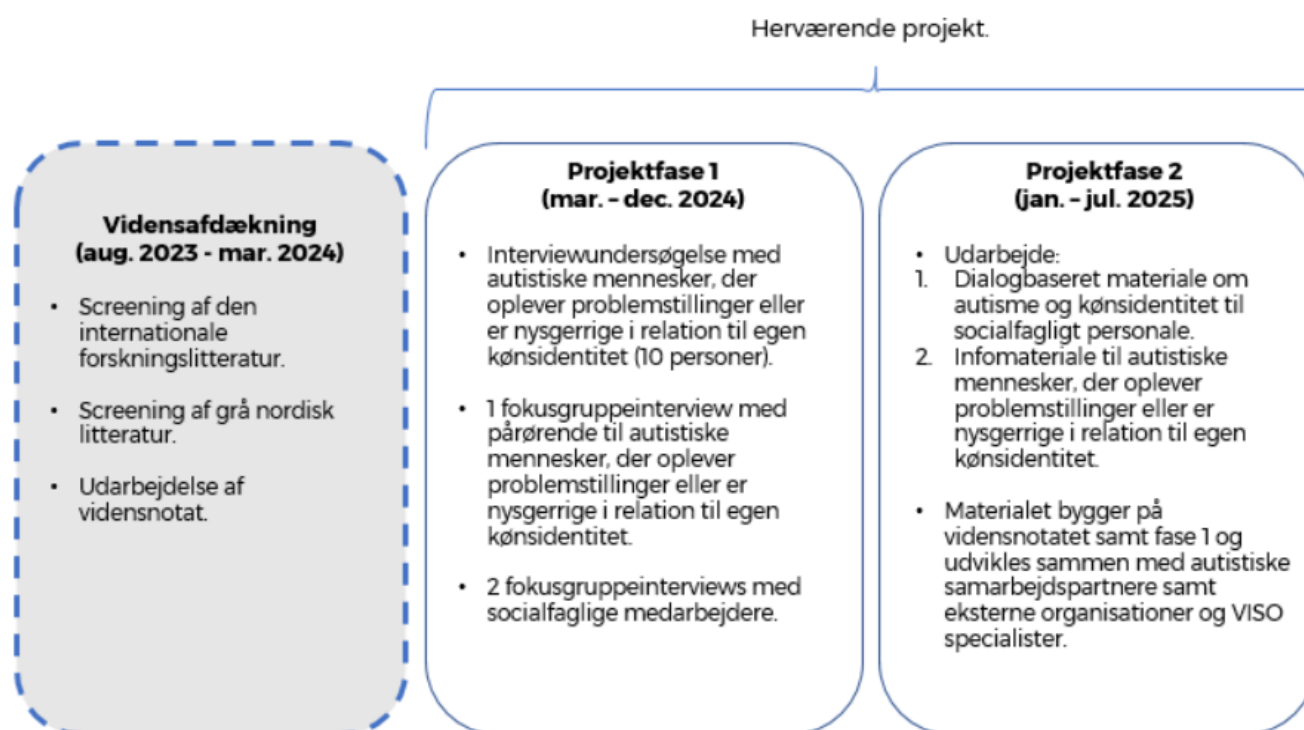 Herværende projekt.
Vidensafdækning
(aug. 2023 - mar. 2024)
• Screening af den
internationale
forskningslitteratur.
• Screening af grå nordisk
litteratur.
• Udarbejdelse af
vidensnotat.
Projektfase 1
(mar. – dec. 2024)
• Interviewundersøgelse med
autistiske mennesker, der
oplever problemstillinger eller
er nysgerrige i relation til egen
kønsidentitet (10 personer).
• 1 fokusgruppeinterview med
pårørende til autistiske
mennesker, der oplever
problemstillinger eller er
nysgerrige i relation til egen
kønsidentitet.
• 2 fokusgruppeinterviews med
socialfaglige medarbejdere.
Projektfase 2
(jan. – jul. 2025)
• Udarbejde:
1. Dialogbaseret materiale om
autisme og kønsidentitet til
socialfagligt personale.
2. Infomateriale til autistiske
mennesker, der oplever
problemstillinger eller er
nysgerrige i relation til egen
kønsidentitet.
• Materialet bygger på
vidensnotatet samt fase 1 og
udvikles sammen med autistiske
samarbejdspartnere samt
eksterne organisationer og VISO
specialister.